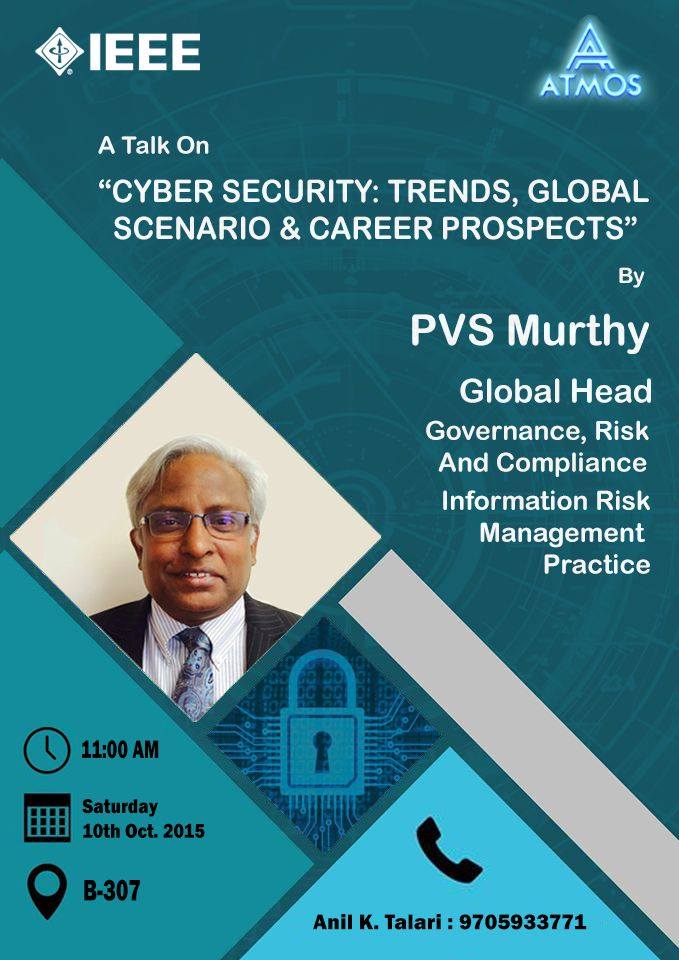 IEEE
ATMOS
A Talk On
“CYBER SECURITY: TRENDS, GLOBAL
SCENARIO & CAREER PROSPECTS”
By
PVS Murthy
Global Head
Governance, Risk
And Compliance
Information Risk
Management
Practice
11:00 AM
Saturday
10th Oct. 2015
B-307
Anil K. Talari : 9705933771